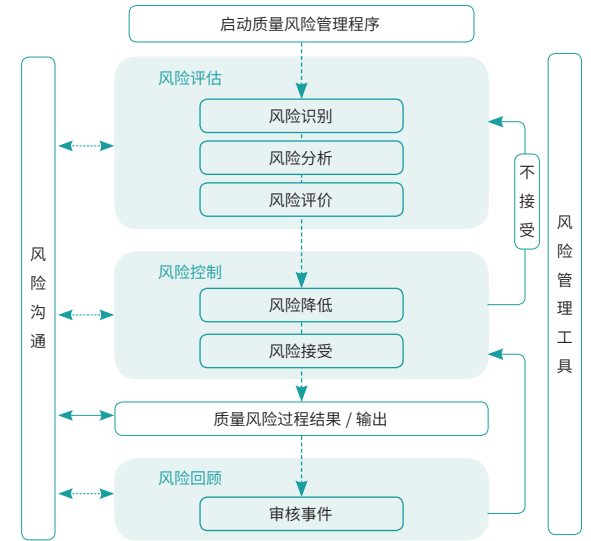 启动质量风险管理程序
风险评估
风险识别
风险分析
风险评价
不接受
风险沟通
风险管理工具
风险控制
风险降低
风险接受
质量风险过程结果 / 输出
风险回顾
审核事件